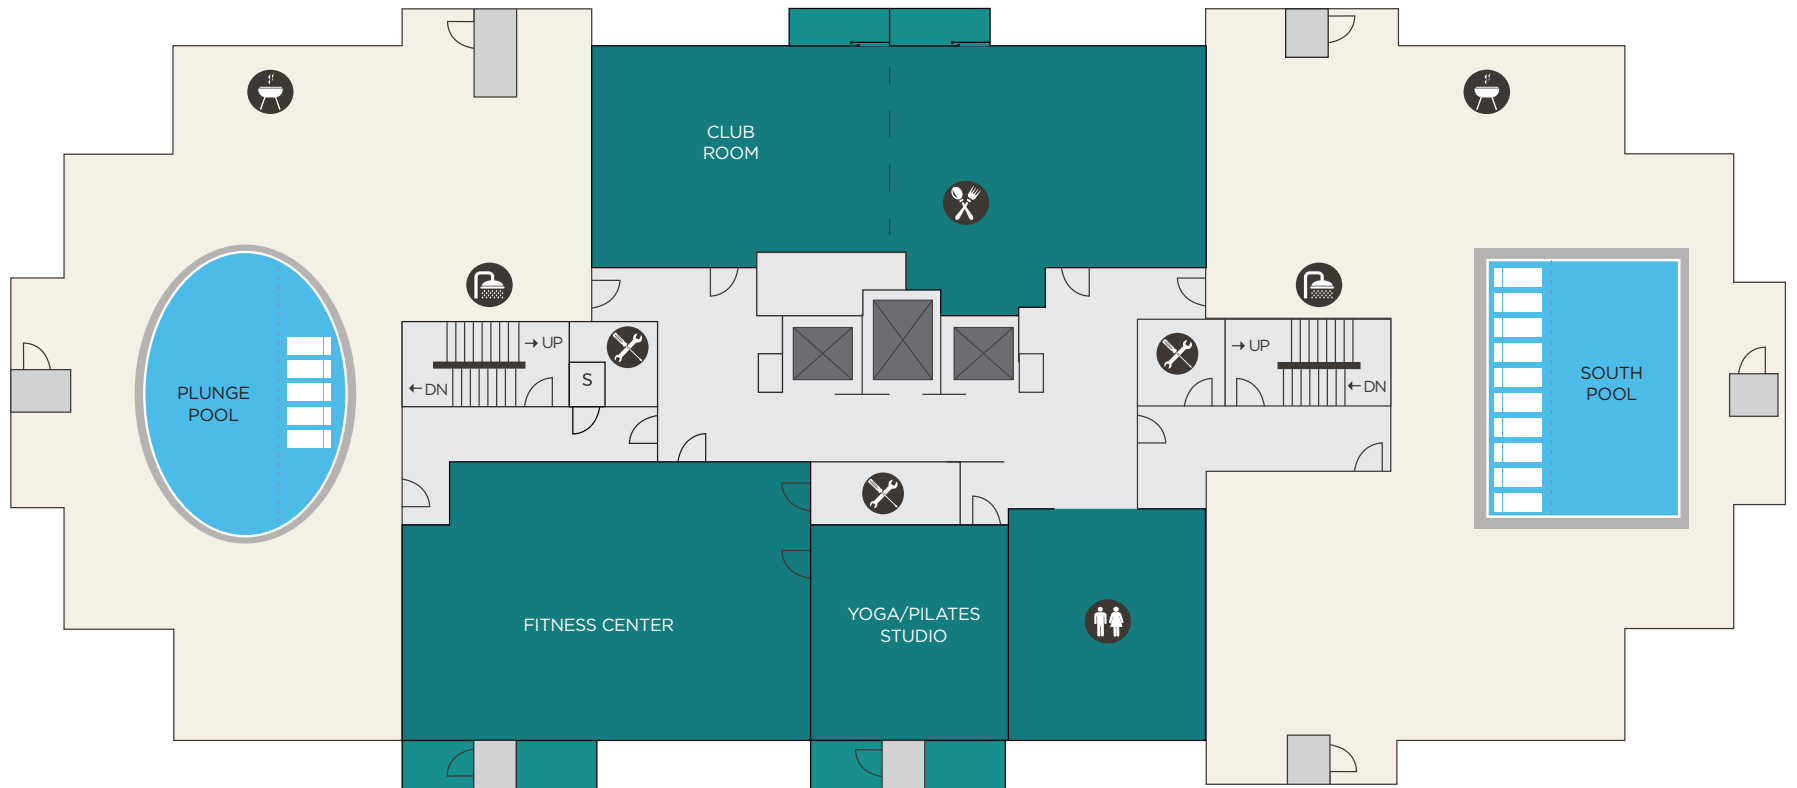 CLUB
ROOM
→ UP
← DN
S
→ UP
← DN
PLUNGE
POOL
SOUTH
POOL
FITNESS CENTER
YOGA/PILATES
STUDIO